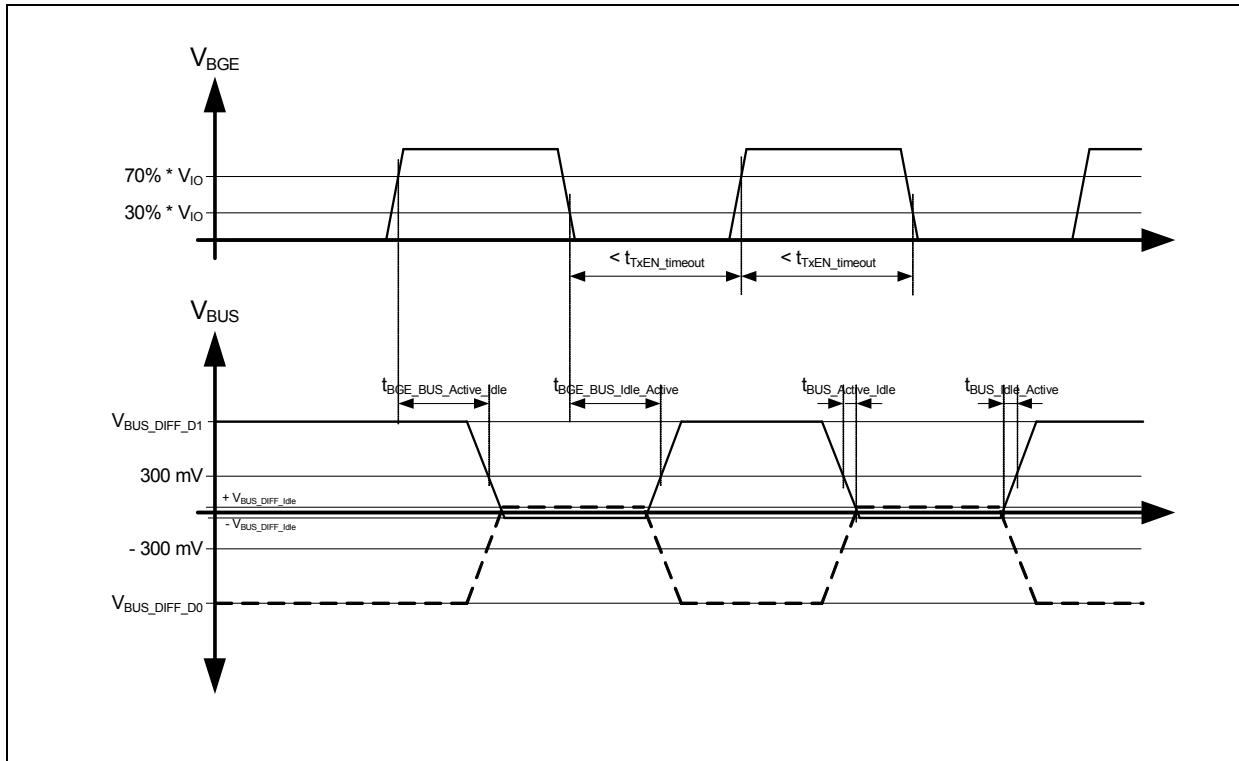 VBGE
70% * VIO
30% * VIO
< tTxEN_timeout < tTxEN_timeout
VBUS
tBGE_BUS_Active_Idle tBGE_BUS_Idle_Active tBUS_Active_Idle tBUS_Idle_Active
VBUS_DIFF_D1
300 mV
+ VBUS_DIFF_Idle
- VBUS_DIFF_Idle
- 300 mV
VBUS_DIFF_D0